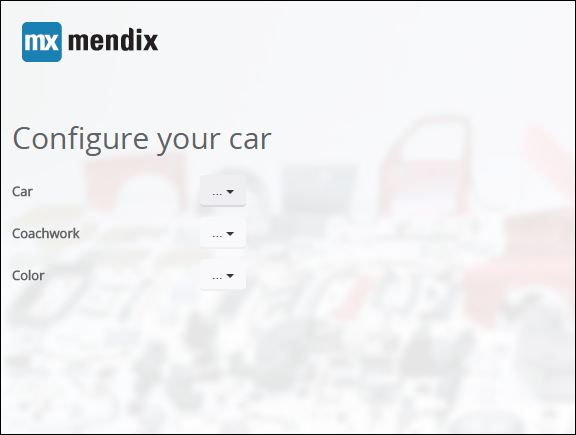 mx mendix
Configure your car
Car ...
Coachwork ...
Color ...